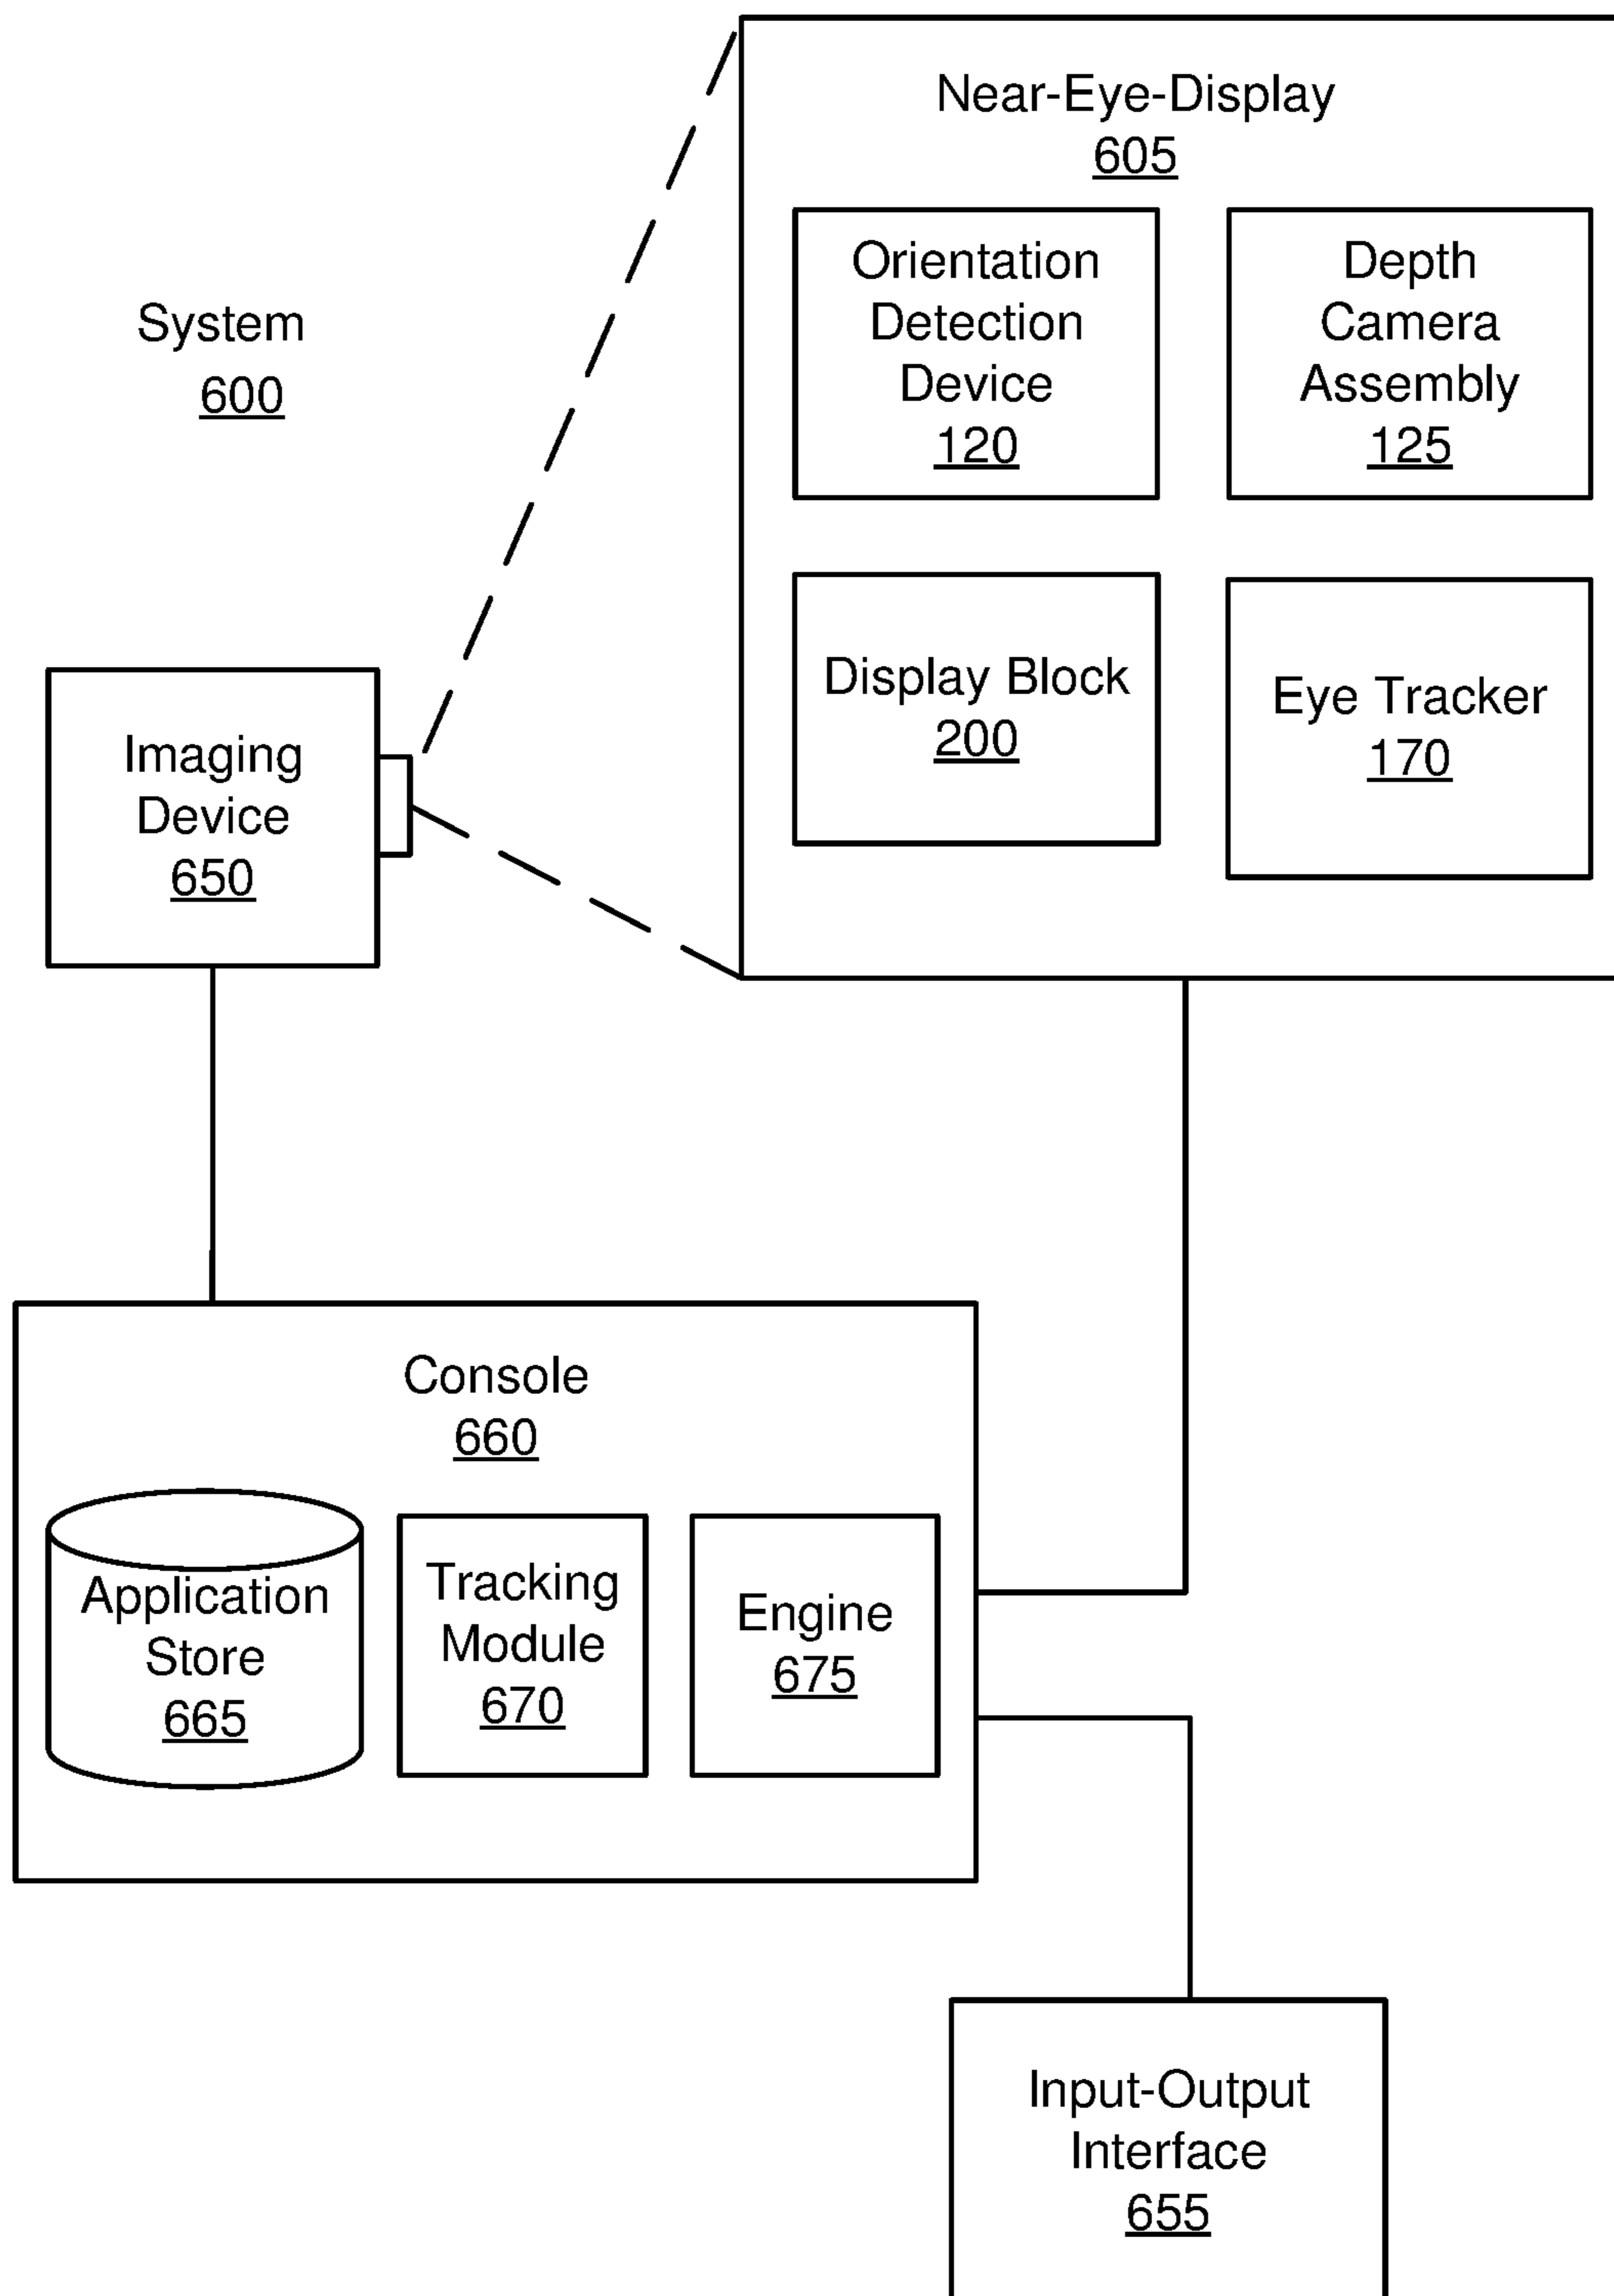 Near-Eye-Display
605
Orientation
Detection
Device
120
Depth
Camera
Assembly
125
System
600
Display Block
200
Eye Tracker
170
Imaging
Device
650
Console
660
Application
Store
665
Tracking
Module
670
Engine
675
Input-Output
Interface
655